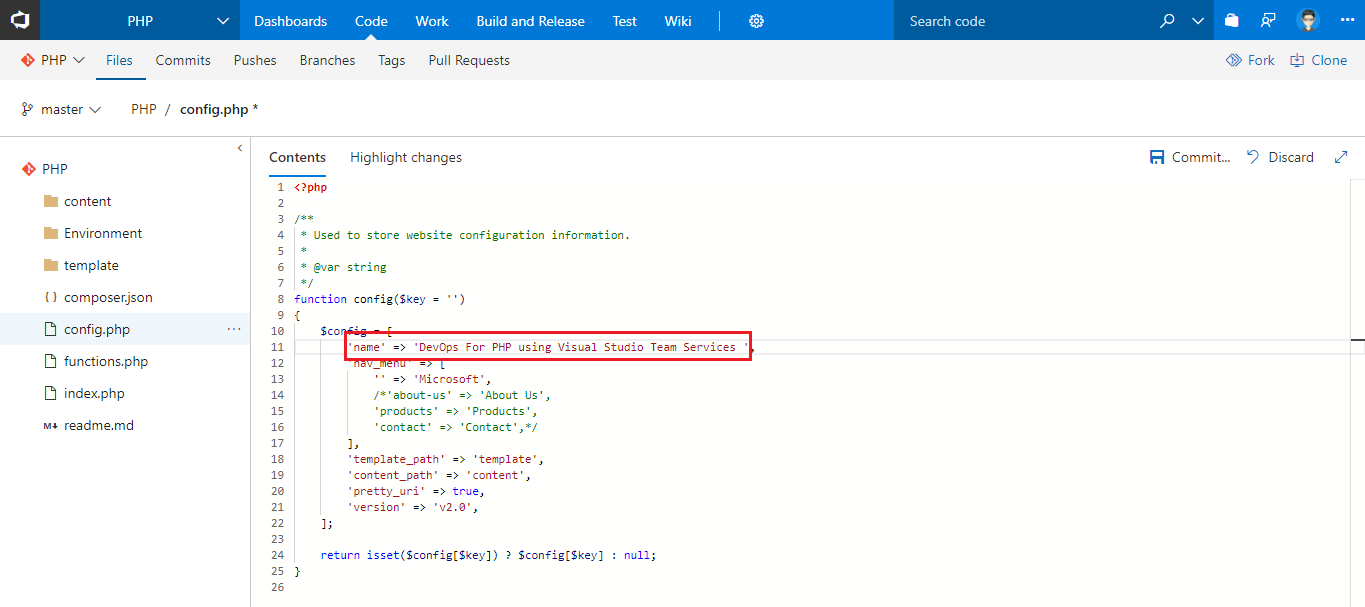 PHP Dashboards Code Work Build and Release Test Wiki Search code
PHP Files Commits Pushes Branches Tags Pull Requests Fork Clone
master PHP / config.php *
PHP
content
Environment
template
{ } composer.json
config.php ...
functions.php
index.php
M↓ readme.md
Contents Highlight changes Commit... Discard
1 <?php
2
3 /**
4 * Used to store website configuration information.
5 *
6 * @var string
7 */
8 function config($key = '')
9 {
10 $config = [
11 'name' => 'DevOps For PHP using Visual Studio Team Services ',
12 'nav_menu' => [
13 '' => 'Microsoft',
14 /*'about-us' => 'About Us',
15 'products' => 'Products',
16 'contact' => 'Contact',*/
17 ],
18 'template_path' => 'template',
19 'content_path' => 'content',
20 'pretty_uri' => true,
21 'version' => 'v2.0',
22 ];
23
24 return isset($config[$key]) ? $config[$key] : null;
25 }
26